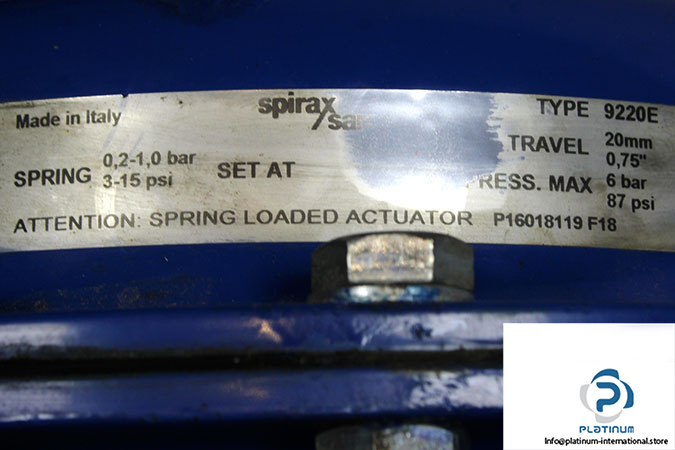 Made in Italy
spirax
/sar
TYPE 9220E
TRAVEL 20mm
0,75"
SPRING 0,2-1,0 bar
3-15 psi
SET AT
PRESS. MAX 6 bar
87 psi
ATTENTION: SPRING LOADED ACTUATOR P16018119 F18
PLATINUM
Info@platinum-international.store